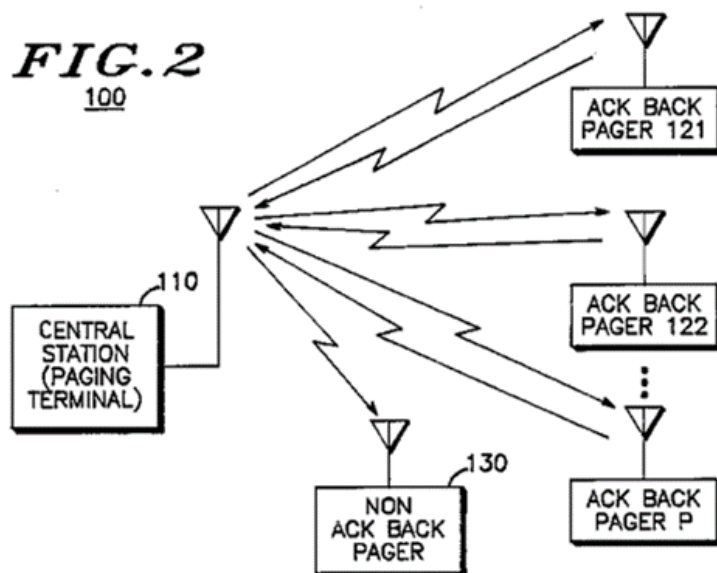 FIG.2
100
ACK BACK
PAGER 121
110
CENTRAL
STATION
(PAGING
TERMINAL)
ACK BACK
PAGER 122
130
NON
ACK BACK
PAGER
ACK BACK
PAGER P